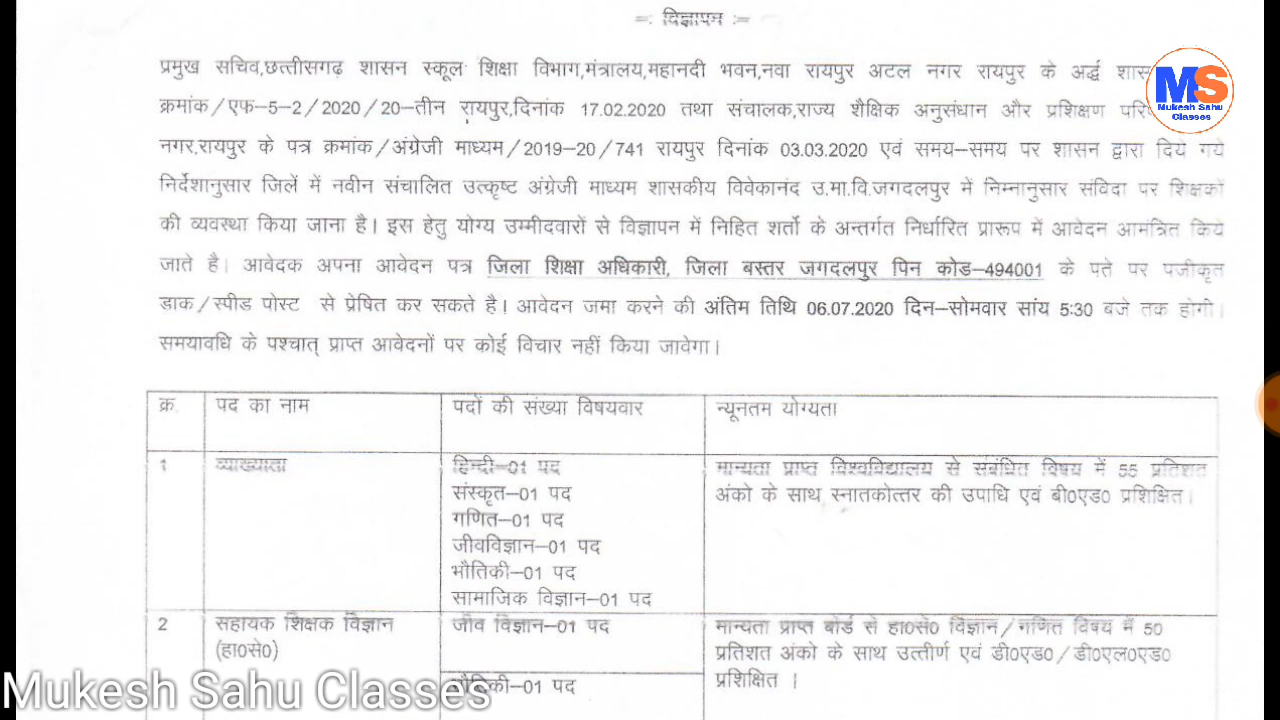 =: विज्ञापन :=
प्रमुख सचिव,छत्तीसगढ़ शासन स्कूल शिक्षा विभाग,मंत्रालय,महानदी भवन,नवा रायपुर अटल नगर रायपुर के अर्द्ध
क्रमांक/एफ–5–2/2020/20–तीन रायपुर,दिनांक 17.02.2020 तथा संचालक,राज्य शैक्षिक अनुसंधान और प्रशिक्षण
नगर,रायपुर के पत्र क्रमांक/अंग्रेजी माध्यम/2019–20/741 रायपुर दिनांक 03.03.2020 एवं समय–समय पर शासन द्वारा दिये गये
निर्देशानुसार जिलें में नवीन संचालित उत्कृष्ट अंग्रेजी माध्यम शासकीय विवेकानंद उ.मा.वि.जगदलपुर में निम्नानुसार संविदा पर शिक्षकों
की व्यवस्था किया जाना है। इस हेतु योग्य उम्मीदवारों से विज्ञापन में निहित शर्तो के अन्तर्गत निर्धारित प्रारूप में आवेदन आमंत्रित किये
जाते है। आवेदक अपना आवेदन पत्र जिला शिक्षा अधिकारी, जिला बस्तर जगदलपुर पिन कोड–494001 के पते पर पजीकृत
डाक/स्पीड पोस्ट से प्रेषित कर सकते है। आवेदन जमा करने की अंतिम तिथि 06.07.2020 दिन–सोमवार सांय 5:30 बजे तक होगी।
समयावधि के पश्चात् प्राप्त आवेदनों पर कोई विचार नहीं किया जावेगा।
MS
Mukesh Sahu
Classes
क्र. पद का नाम पदों की संख्या विषयवार न्यूनतम योग्यता
1 व्याख्याता हिन्दी–01 पद मान्यता प्राप्त विश्वविद्यालय से संबंधित विषय में 55 प्रतिशत
संस्कृत–01 पद अंको के साथ स्नातकोत्तर की उपाधि एवं बी0एड0 प्रशिक्षित।
गणित–01 पद
जीवविज्ञान–01 पद
भौतिकी–01 पद
सामाजिक विज्ञान–01 पद
2 सहायक शिक्षक विज्ञान जीव विज्ञान–01 पद मान्यता प्राप्त बोर्ड से हा0से0 विज्ञान/गणित विषय में 50
(हा0से0) प्रतिशत अंको के साथ उत्तीर्ण एवं डी0एड0/डी0एल0एड0
भौतिकी–01 पद प्रशिक्षित ।
Mukesh Sahu Classes